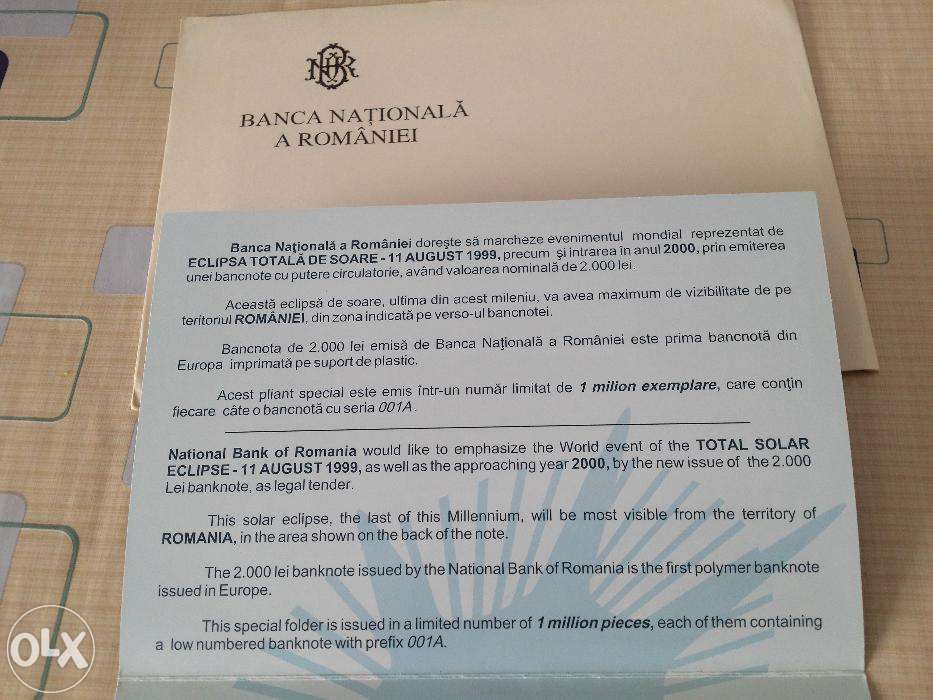 BANCA NAȚIONALĂ
A ROMÂNIEI
Banca Naţională a României doreşte să marcheze evenimentul mondial reprezentat de
ECLIPSA TOTALĂ DE SOARE - 11 AUGUST 1999, precum şi intrarea în anul 2000, prin emiterea
unei bancnote cu putere circulatorie, având valoarea nominală de 2.000 lei.
Această eclipsă de soare, ultima din acest mileniu, va avea maximum de vizibilitate de pe
teritoriul ROMÂNIEI, din zona indicată pe verso-ul bancnotei.
Bancnota de 2.000 lei emisă de Banca Naţională a României este prima bancnotă din
Europa imprimată pe suport de plastic.
Acest pliant special este emis într-un număr limitat de 1 milion exemplare, care conţin
fiecare câte o bancnotă cu seria 001A.
National Bank of Romania would like to emphasize the World event of the TOTAL SOLAR
ECLIPSE - 11 AUGUST 1999, as well as the approaching year 2000, by the new issue of the 2.000
Lei banknote, as legal tender.
This solar eclipse, the last of this Millennium, will be most visible from the territory of
ROMANIA, in the area shown on the back of the note.
The 2.000 lei banknote issued by the National Bank of Romania is the first polymer banknote
issued in Europe.
This special folder is issued in a limited number of 1 million pieces, each of them containing
a low numbered banknote with prefix 001A.
OLX